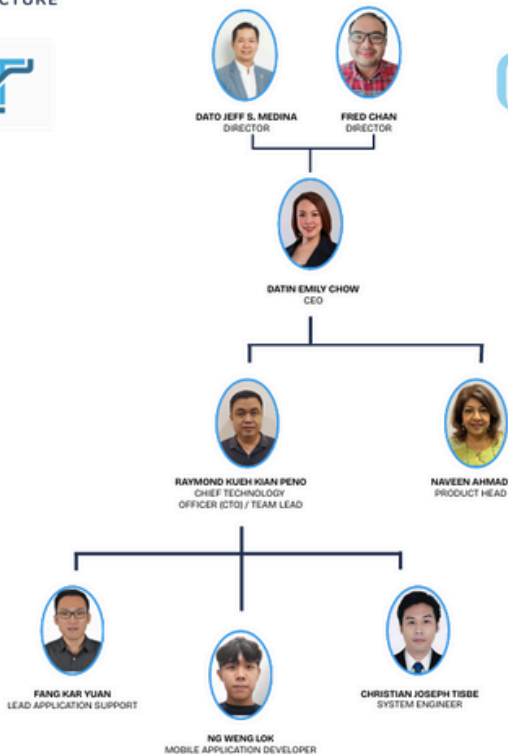 CTURE
DATO JEFF S. MEDINA
DIRECTOR
FRED CHAN
DIRECTOR
DATIN EMILY CHOW
CEO
RAYMOND KUEH KIAN PENO
CHIEF TECHNOLOGY
OFFICER (CTO) / TEAM LEAD
NAVEEN AHMAD
PRODUCT HEAD
FANG KAR YUAN
LEAD APPLICATION SUPPORT
NG WENG LOK
MOBILE APPLICATION DEVELOPER
CHRISTIAN JOSEPH TISBE
SYSTEM ENGINEER